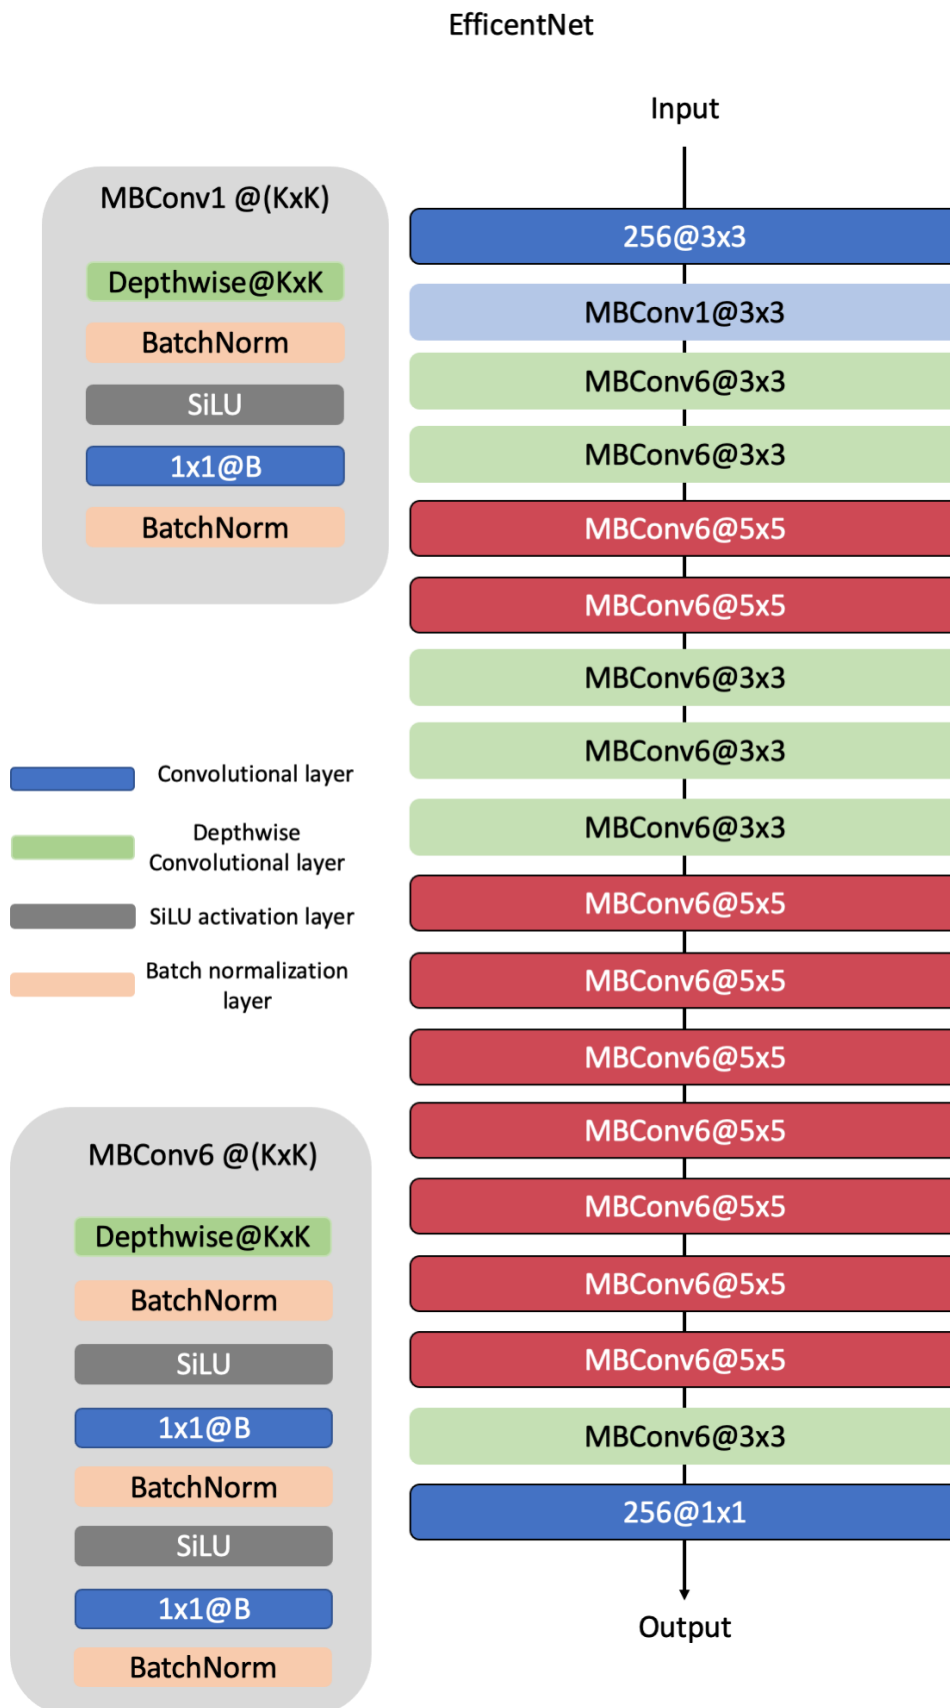 EfficentNet
Input
MBConv1 @(KxK)
Depthwise@KxK
BatchNorm
SiLU
1x1@B
BatchNorm
256@3x3
MBConv1@3x3
MBConv6@3x3
MBConv6@3x3
MBConv6@5x5
MBConv6@5x5
MBConv6@3x3
MBConv6@3x3
MBConv6@3x3
MBConv6@5x5
MBConv6@5x5
MBConv6@5x5
MBConv6@5x5
MBConv6@5x5
MBConv6@5x5
MBConv6@5x5
MBConv6@3x3
256@1x1
Output
Convolutional layer
Depthwise
Convolutional layer
SiLU activation layer
Batch normalization
layer
MBConv6 @(KxK)
Depthwise@KxK
BatchNorm
SiLU
1x1@B
BatchNorm
SiLU
1x1@B
BatchNorm